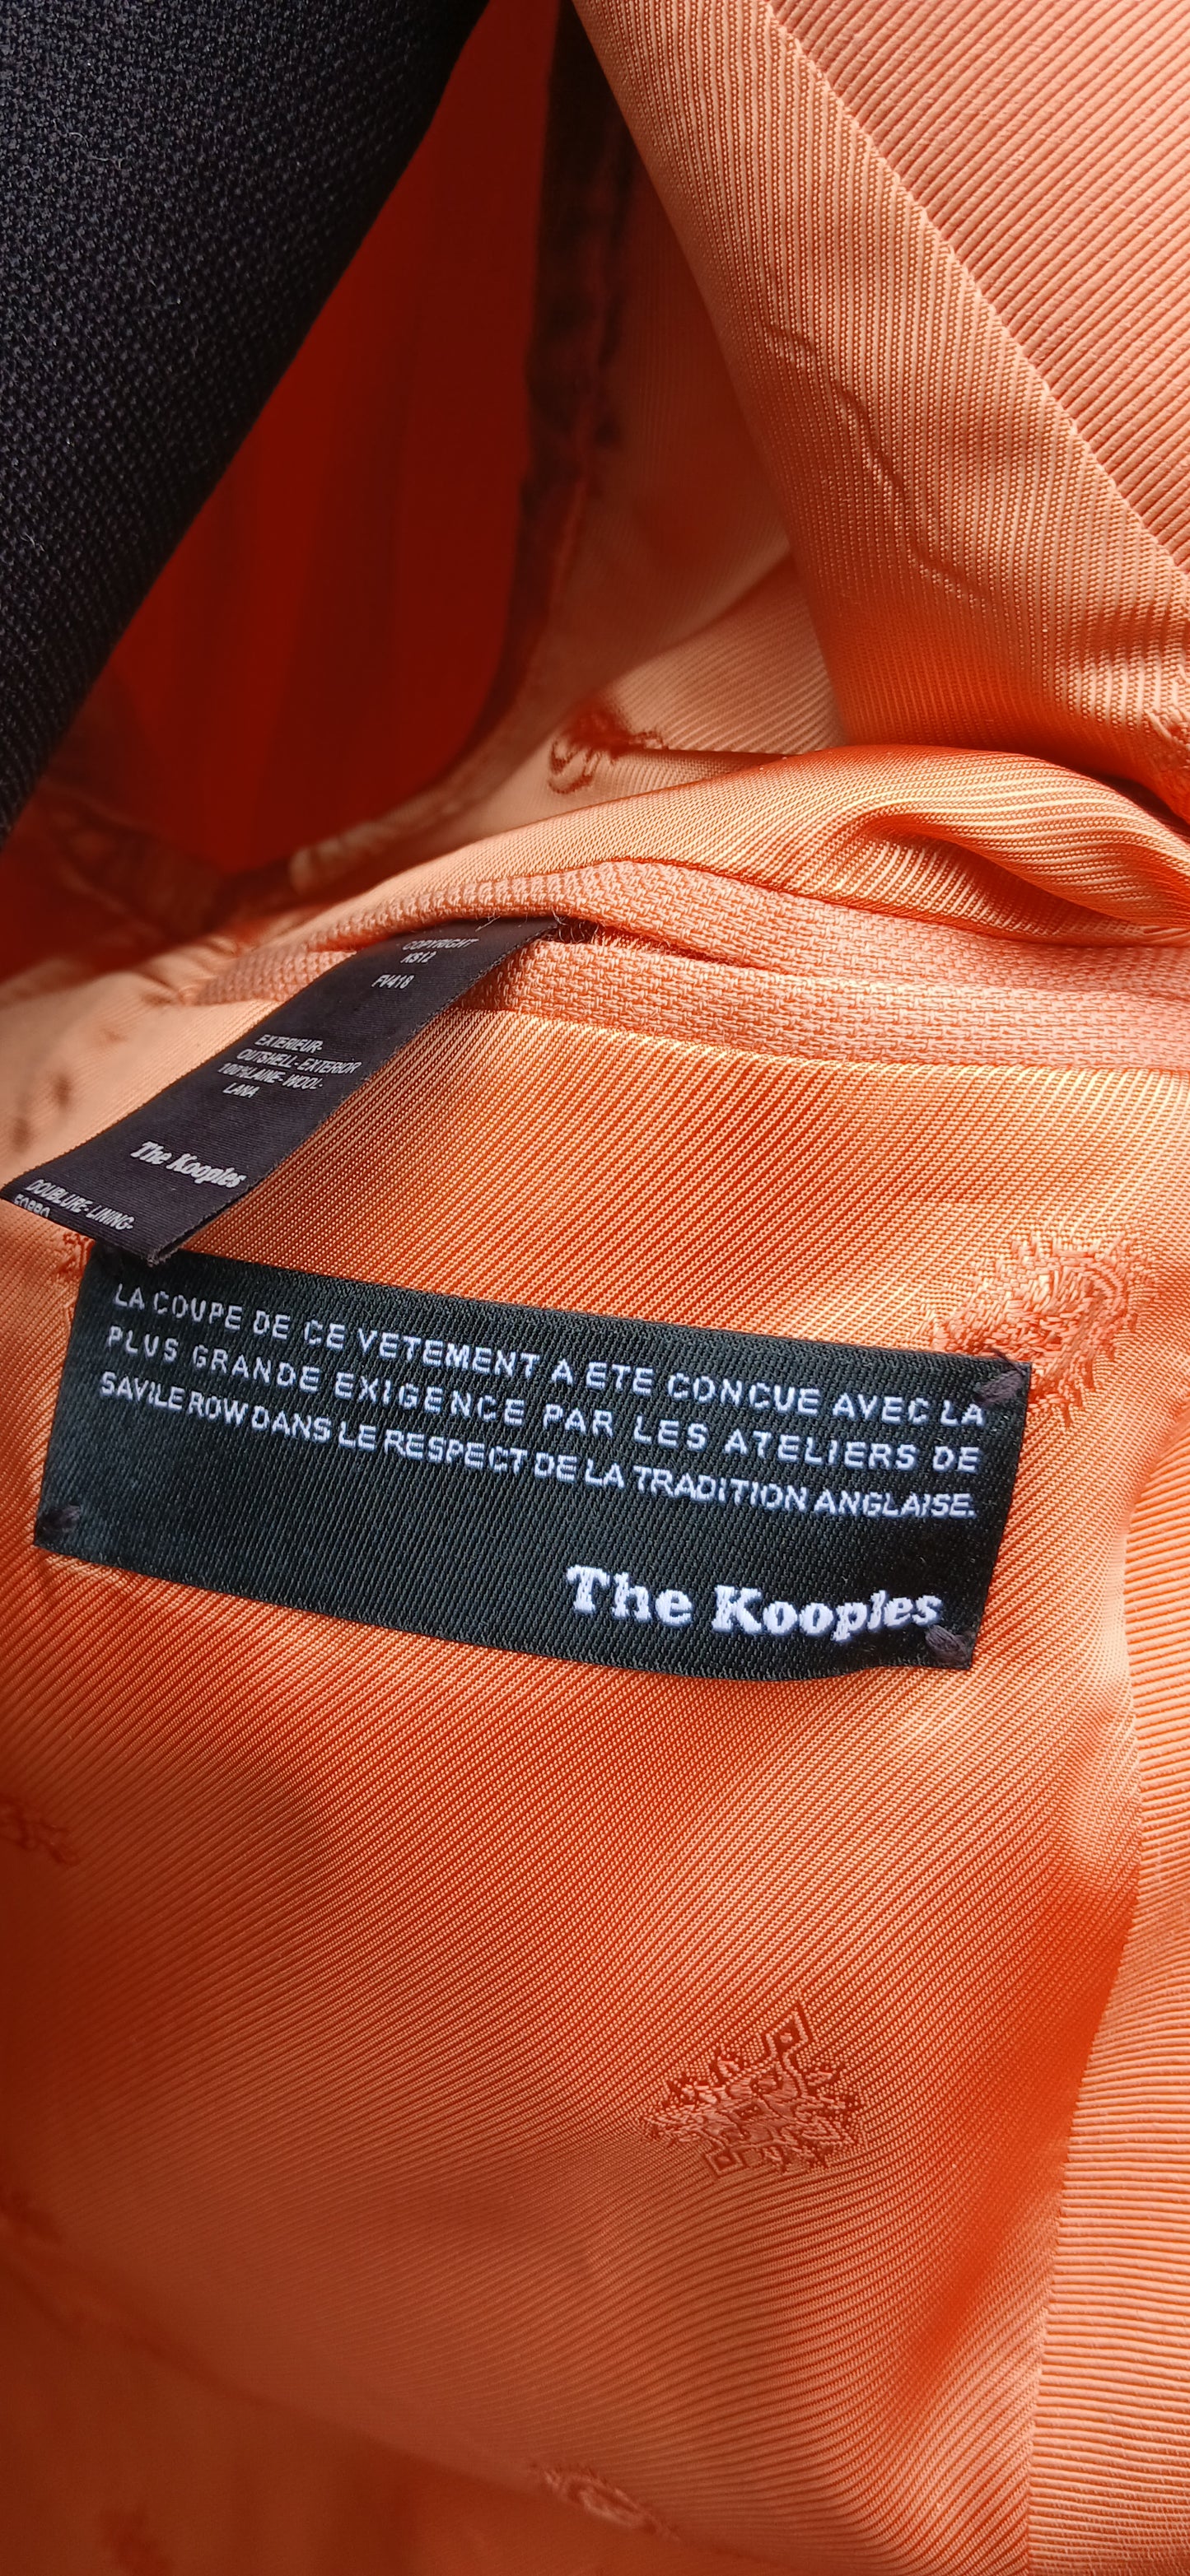 COPYRIGHT
KS12
FV418
EXTERIEUR-
OUTSHELL-EXTERIOR
100%LAINE-WOOL-
LANA
The Kooples
DOUBLURE-LINING-
LA COUPE DE CE VETEMENT A ETE CONCUE AVEC LA
PLUS GRANDE EXIGENCE PAR LES ATELIERS DE
SAVILE ROW DANS LE RESPECT DE LA TRADITION ANGLAISE.
The Kooples